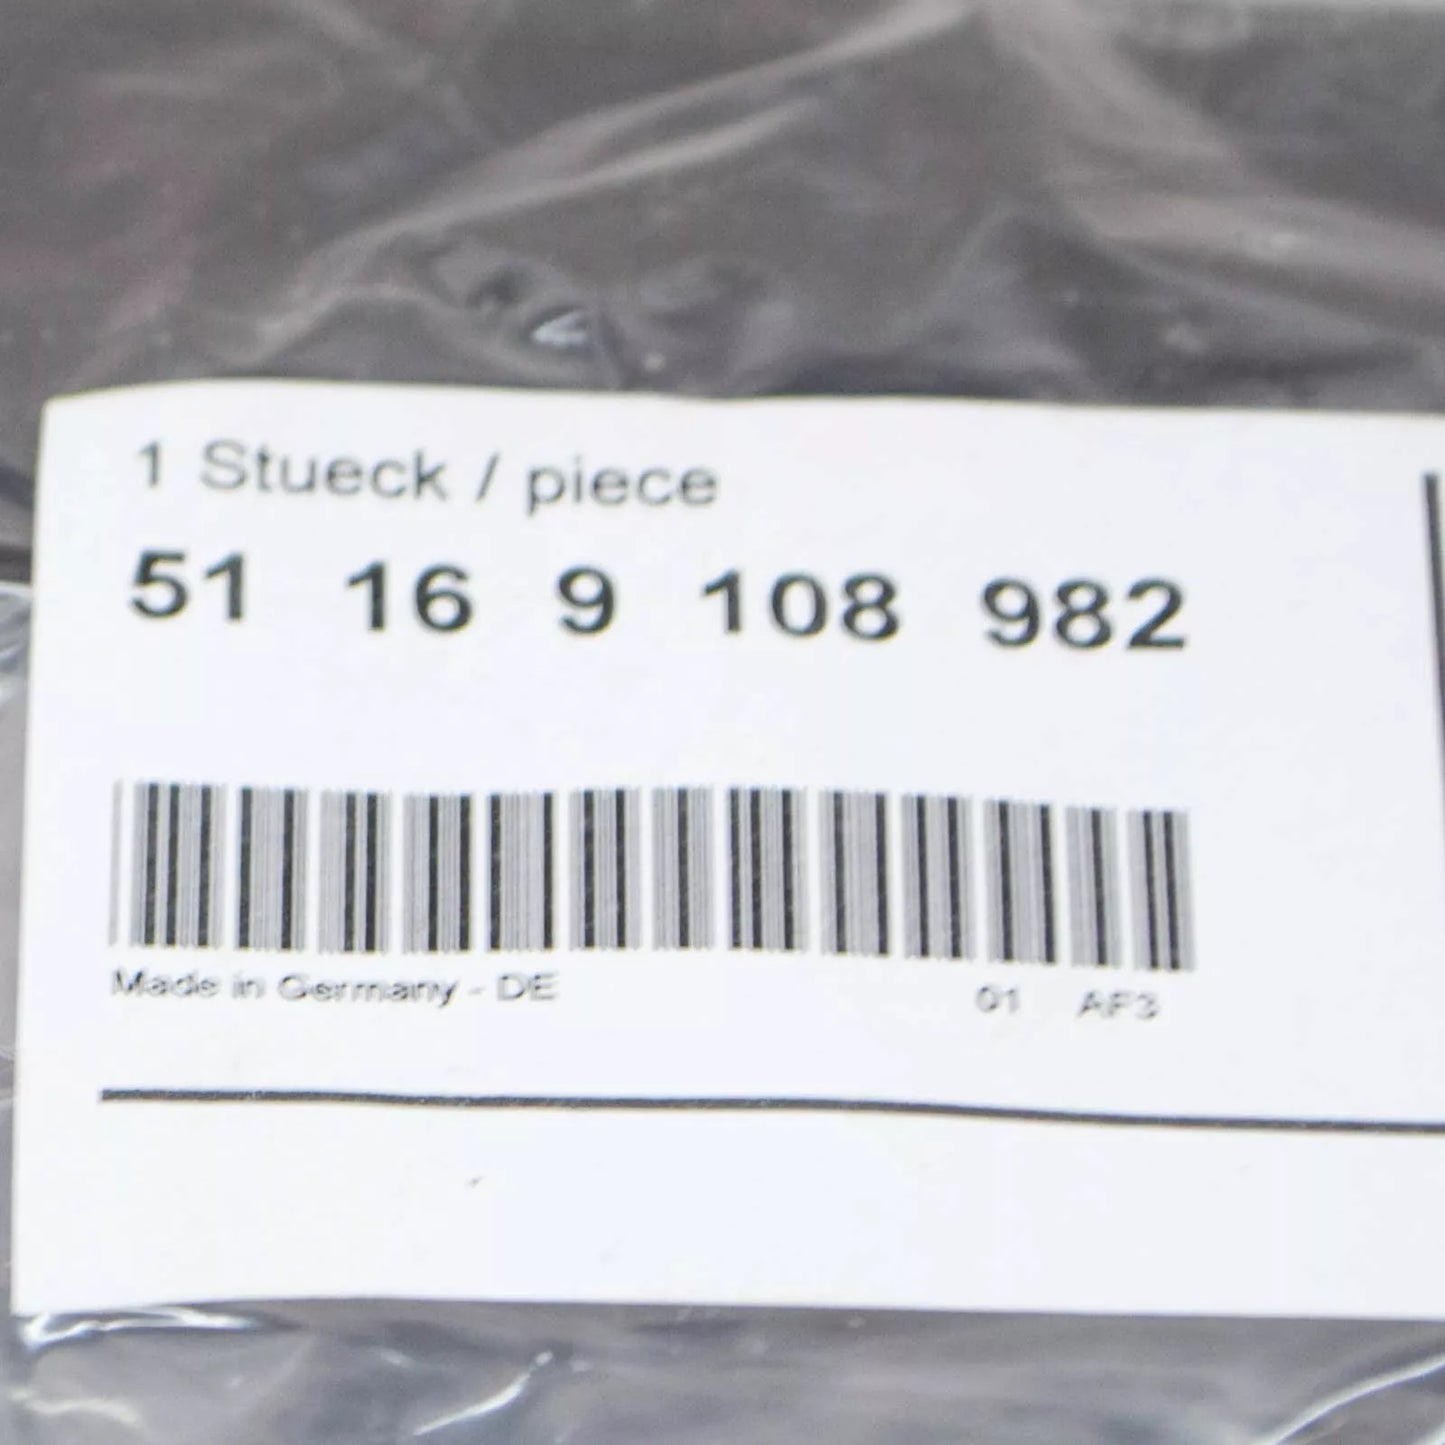 1 Stueck / piece
51 16 9 108 982
Made in Germany - DE 01 AF3